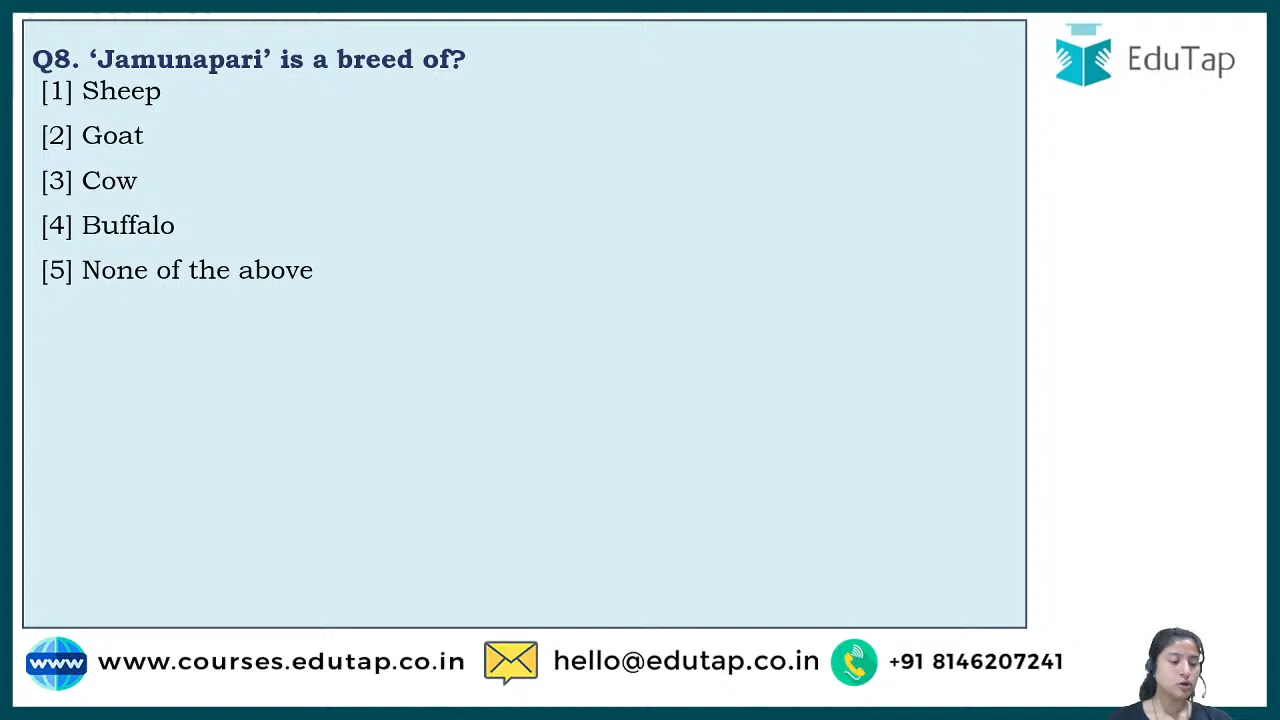 Q8. ‘Jamunapari’ is a breed of?
[1] Sheep
[2] Goat
[3] Cow
[4] Buffalo
[5] None of the above
EduTap
www www.courses.edutap.co.in hello@edutap.co.in +91 8146207241